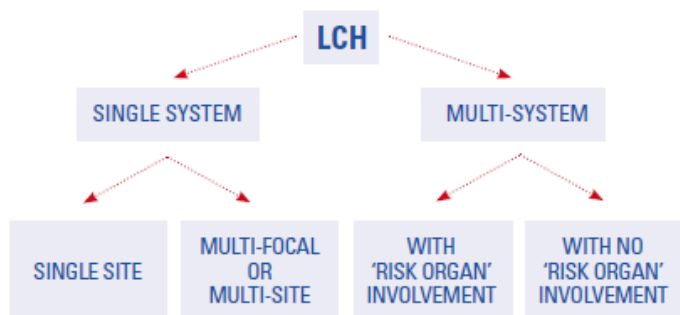 LCH
SINGLE SYSTEM
MULTI-SYSTEM
SINGLE SITE
MULTI-FOCAL
OR
MULTI-SITE
WITH
‘RISK ORGAN’
INVOLVEMENT
WITH NO
‘RISK ORGAN’
INVOLVEMENT